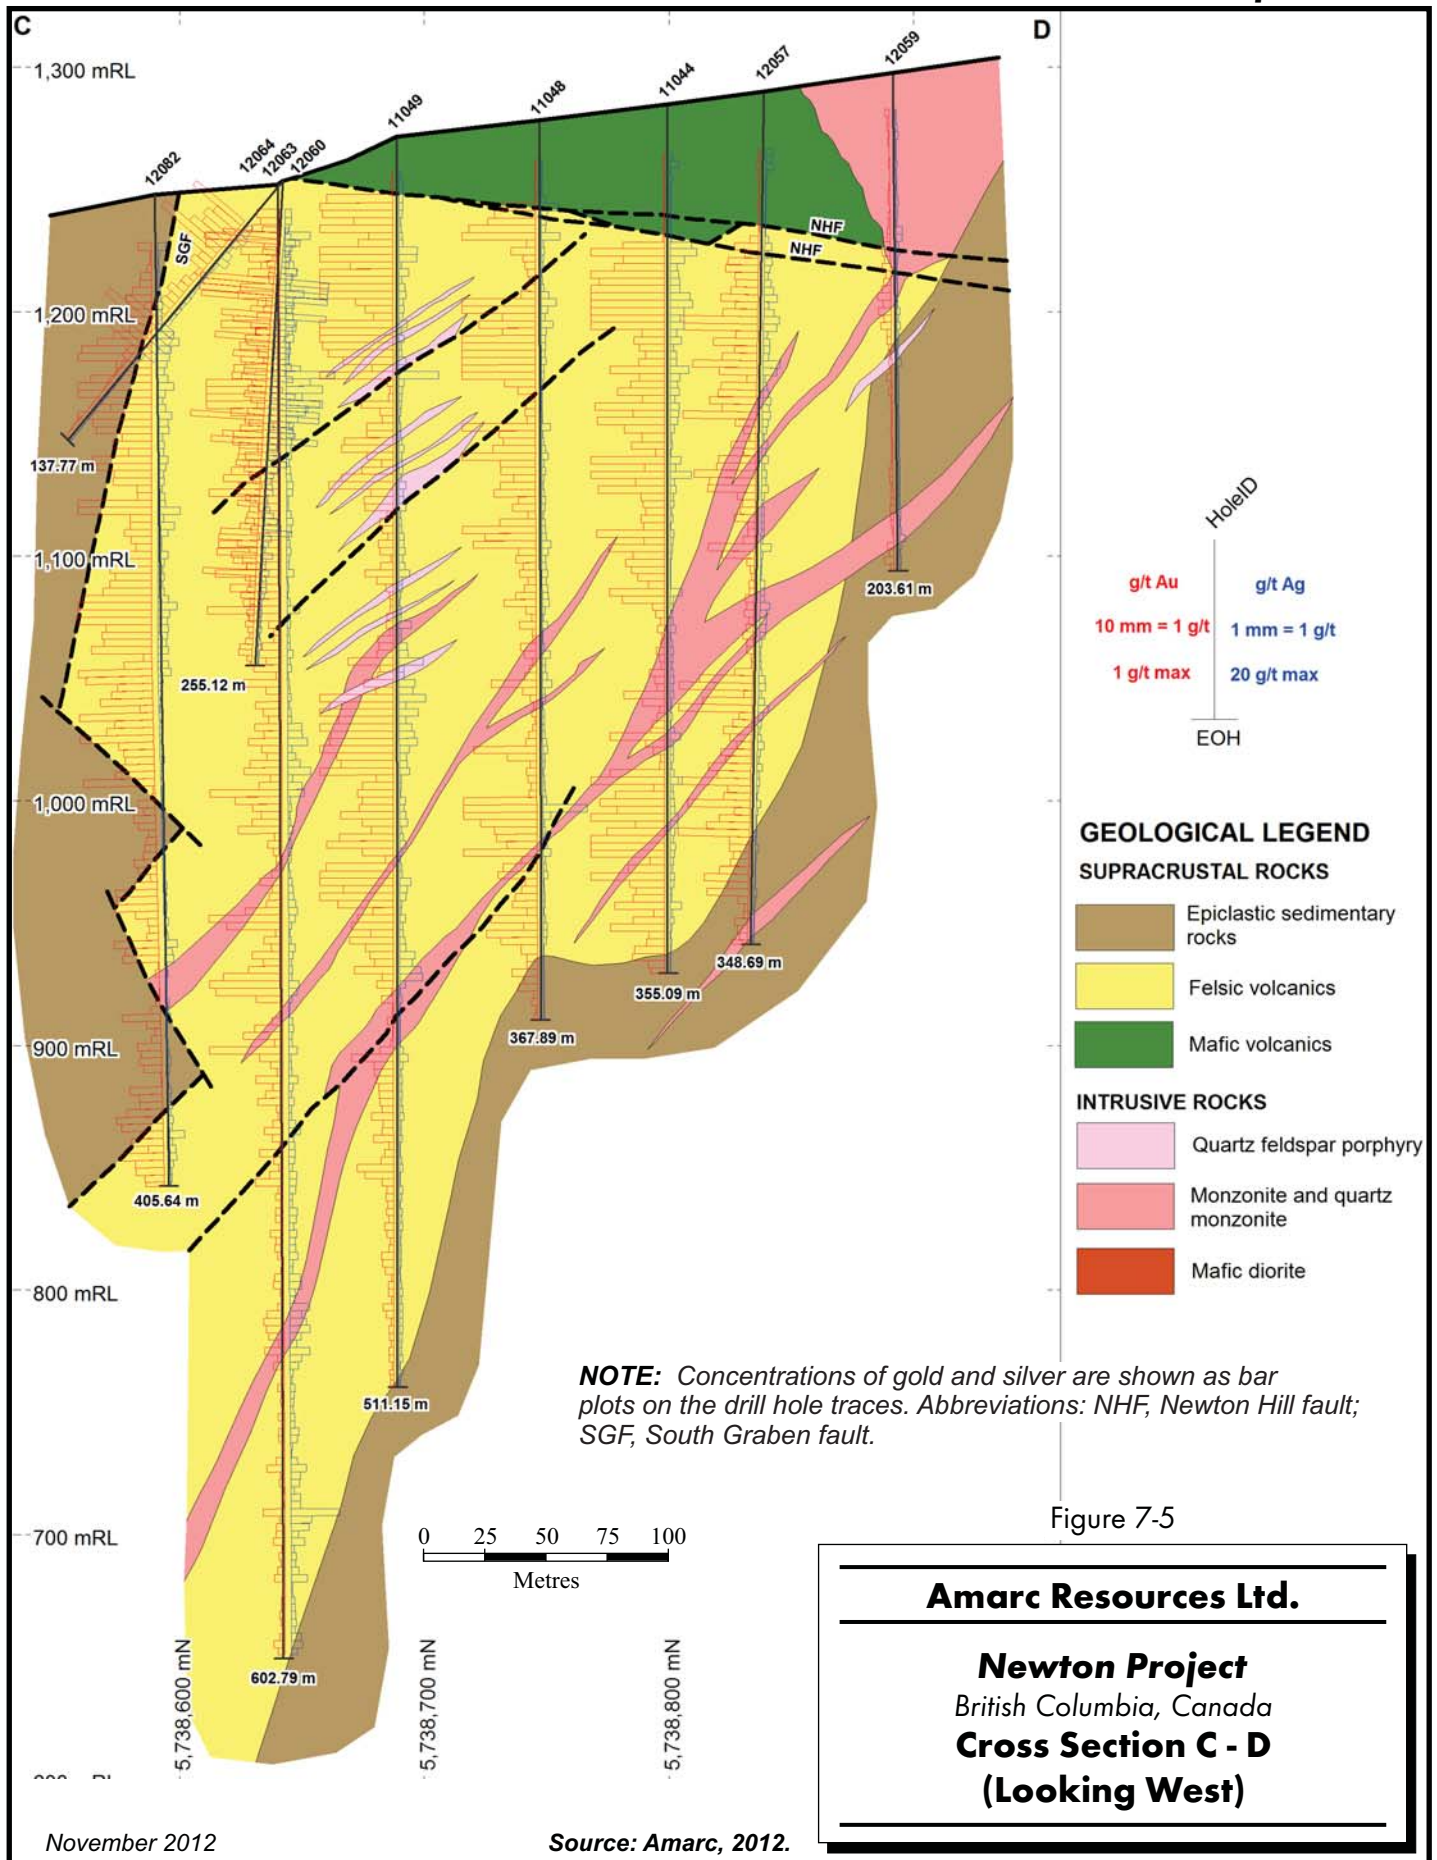 C
D
1,300 mRL
1,200 mRL
1,100 mRL
1,000 mRL
900 mRL
800 mRL
700 mRL
12082
12064
12063
12060
11049
11048
11044
12057
12059
SGF
NHF
NHF
137.77 m
255.12 m
405.64 m
602.79 m
511.15 m
367.89 m
355.09 m
348.69 m
203.61 m
HoleID
g/t Au
g/t Ag
10 mm = 1 g/t
1 mm = 1 g/t
1 g/t max
20 g/t max
EOH
GEOLOGICAL LEGEND
SUPRACRUSTAL ROCKS
Epiclastic sedimentary
rocks
Felsic volcanics
Mafic volcanics
INTRUSIVE ROCKS
Quartz feldspar porphyry
Monzonite and quartz
monzonite
Mafic diorite
NOTE: Concentrations of gold and silver are shown as bar
plots on the drill hole traces. Abbreviations: NHF, Newton Hill fault;
SGF, South Graben fault.
0 25 50 75 100
Metres
5,738,600 mN
5,738,700 mN
5,738,800 mN
Figure 7-5
Amarc Resources Ltd.
Newton Project
British Columbia, Canada
Cross Section C - D
(Looking West)
November 2012
Source: Amarc, 2012.